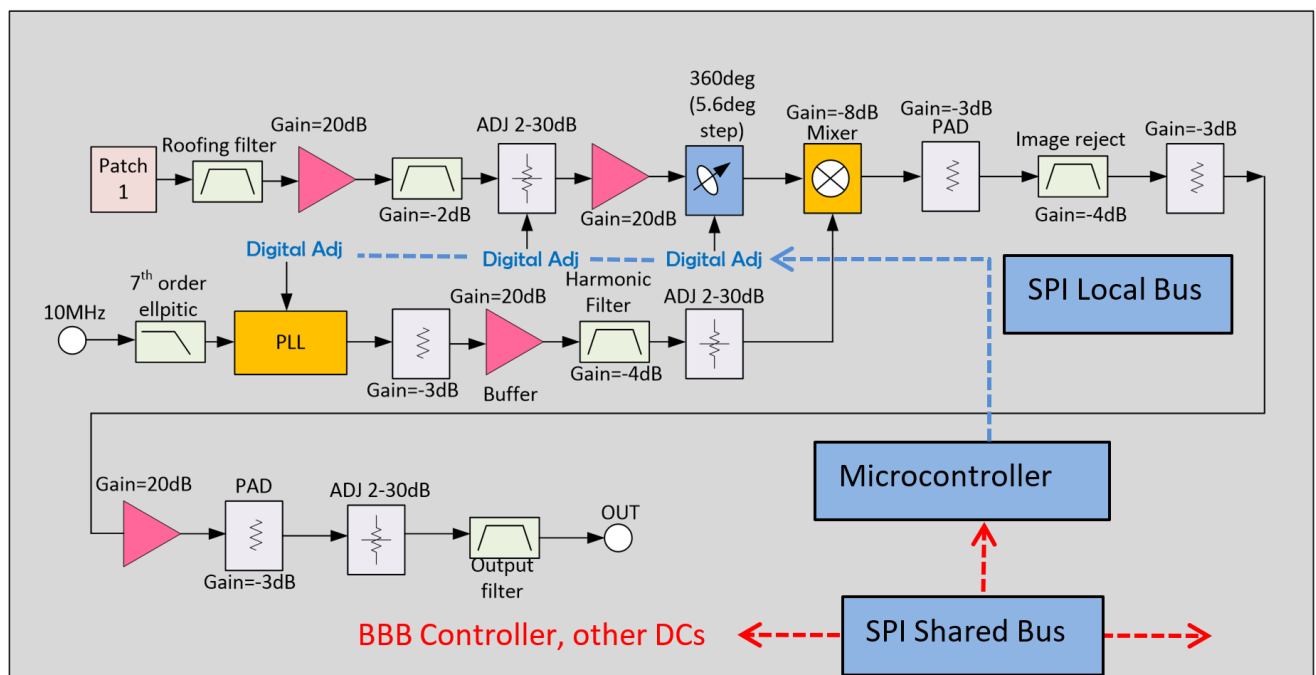 360deg
(5.6deg
step)
Gain=20dB
Roofing filter
ADJ 2-30dB
Gain=-8dB
Mixer
Gain=-3dB
PAD
Image reject
Gain=-3dB
Patch
1
Gain=-2dB
Gain=20dB
Gain=-4dB
Digital Adj
Digital Adj
Digital Adj
7th order
ellpitic
10MHz
PLL
Gain=-3dB
Gain=20dB
Buffer
Harmonic
Filter
Gain=-4dB
ADJ 2-30dB
SPI Local Bus
Microcontroller
Gain=20dB
PAD
Gain=-3dB
ADJ 2-30dB
Output
filter
OUT
BBB Controller, other DCs
SPI Shared Bus